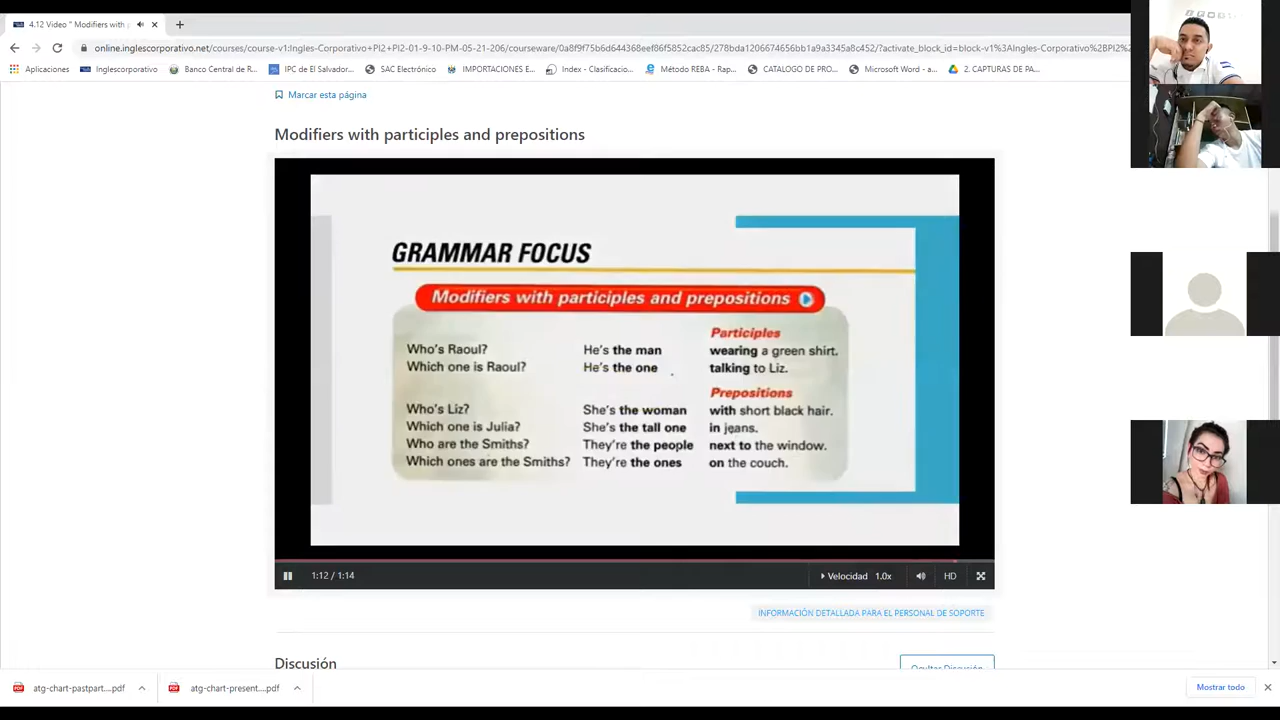 4.12 Video " Modifiers with
online.inglescorporativo.net/courses/course-v1:Ingles-Corporativo+PI2+PI2-01-9-10-PM-05-21-206/courseware/0a8f9f75b6d644368eef86f5852cac85/278bda1206674656bb1a9a3345a8c452/?activate_block_id=block-v1%3AIngles-Corporativo%2BPI2%
Aplicaciones Inglescorporativo Banco Central de R... IPC de El Salvador... SAC Electrónico IMPORTACIONES E... Index - Clasificacio... Método REBA - Rap... CATALOGO DE PRO... Microsoft Word - a... 2. CAPTURAS DE PA...
Marcar esta página
Modifiers with participles and prepositions
GRAMMAR FOCUS
Modifiers with participles and prepositions
Participles
Who's Raoul? He's the man wearing a green shirt.
Which one is Raoul? He's the one talking to Liz.
Prepositions
Who's Liz? She's the woman with short black hair.
Which one is Julia? She's the tall one in jeans.
Who are the Smiths? They're the people next to the window.
Which ones are the Smiths? They're the ones on the couch.
1:12 / 1:14 Velocidad 1.0x HD
INFORMACIÓN DETALLADA PARA EL PERSONAL DE SOPORTE
Discusión Ocultar Discusión
atg-chart-pastpart....pdf atg-chart-present....pdf Mostrar todo